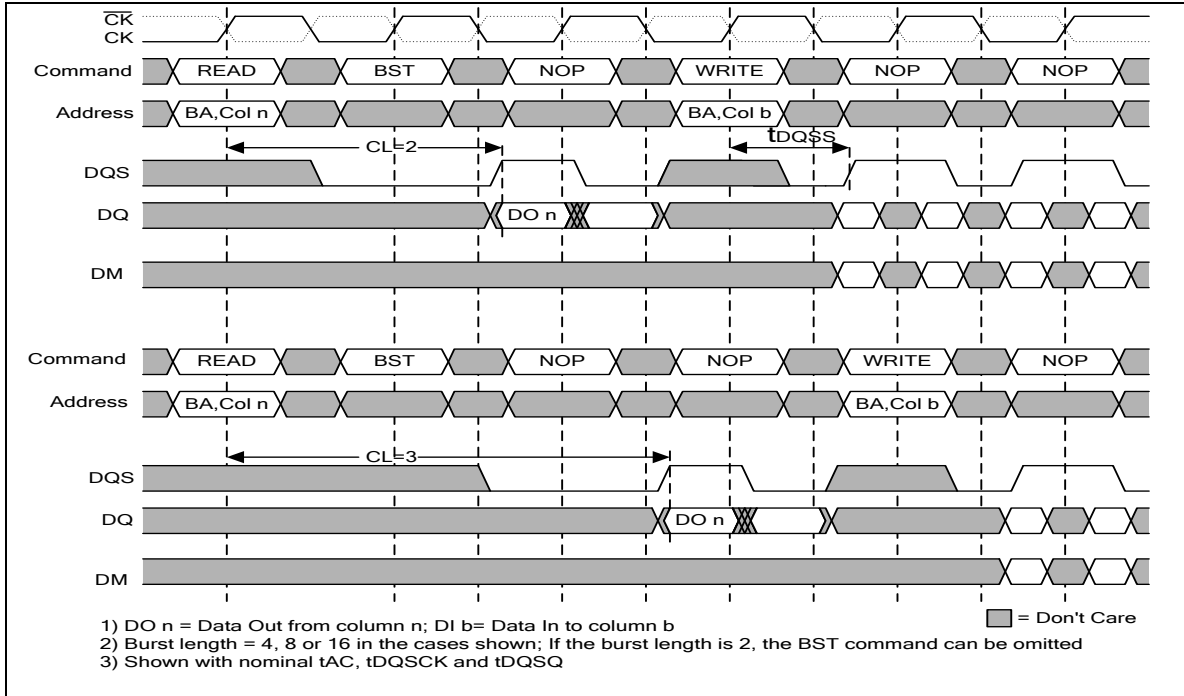 CK
CK
Command READ BST NOP WRITE NOP NOP
Address BA,Col n BA,Col b
CL=2 tDQSS
DQS
DQ DO n
DM
Command READ BST NOP NOP WRITE NOP
Address BA,Col n BA,Col b
CL=3
DQS
DQ DO n
DM
= Don't Care
1) DO n = Data Out from column n; DI b= Data In to column b
2) Burst length = 4, 8 or 16 in the cases shown; If the burst length is 2, the BST command can be omitted
3) Shown with nominal tAC, tDQSCK and tDQSQ